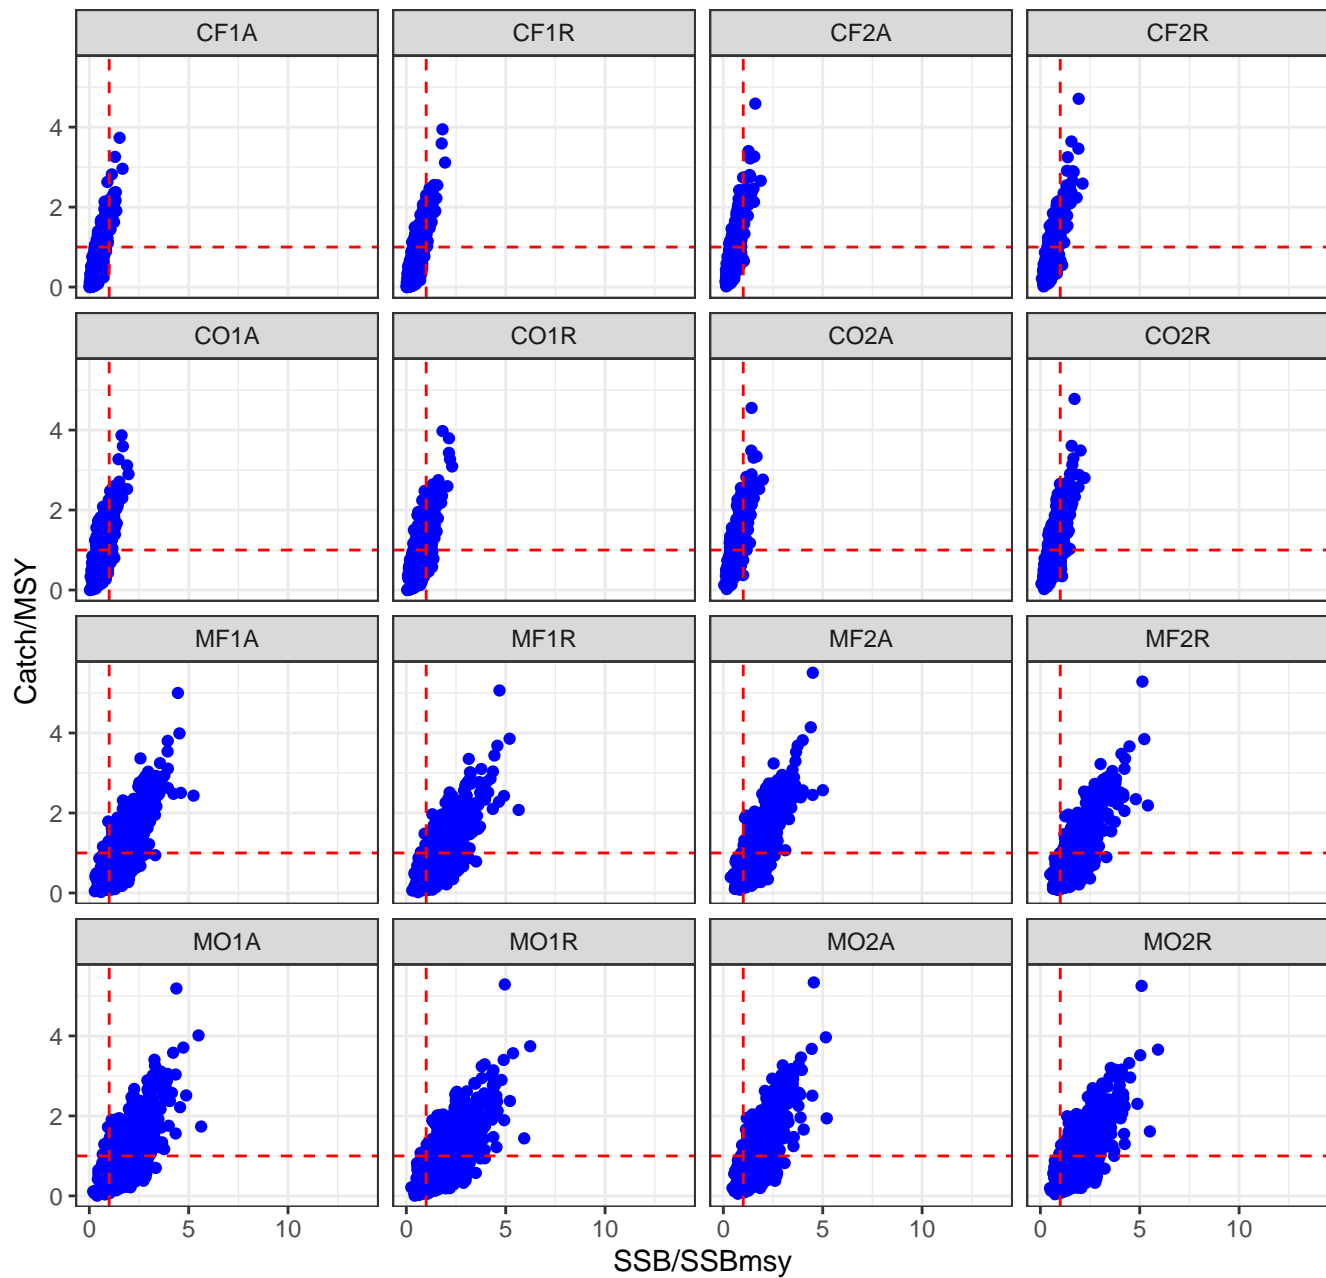 CF1A CF1R CF2A CF2R
4
2
0
CO1A CO1R CO2A CO2R
4
2
0
Catch/MSY
MF1A MF1R MF2A MF2R
4
2
0
MO1A MO1R MO2A MO2R
4
2
0
0 5 10 0 5 10 0 5 10 0 5 10
SSB/SSBmsy